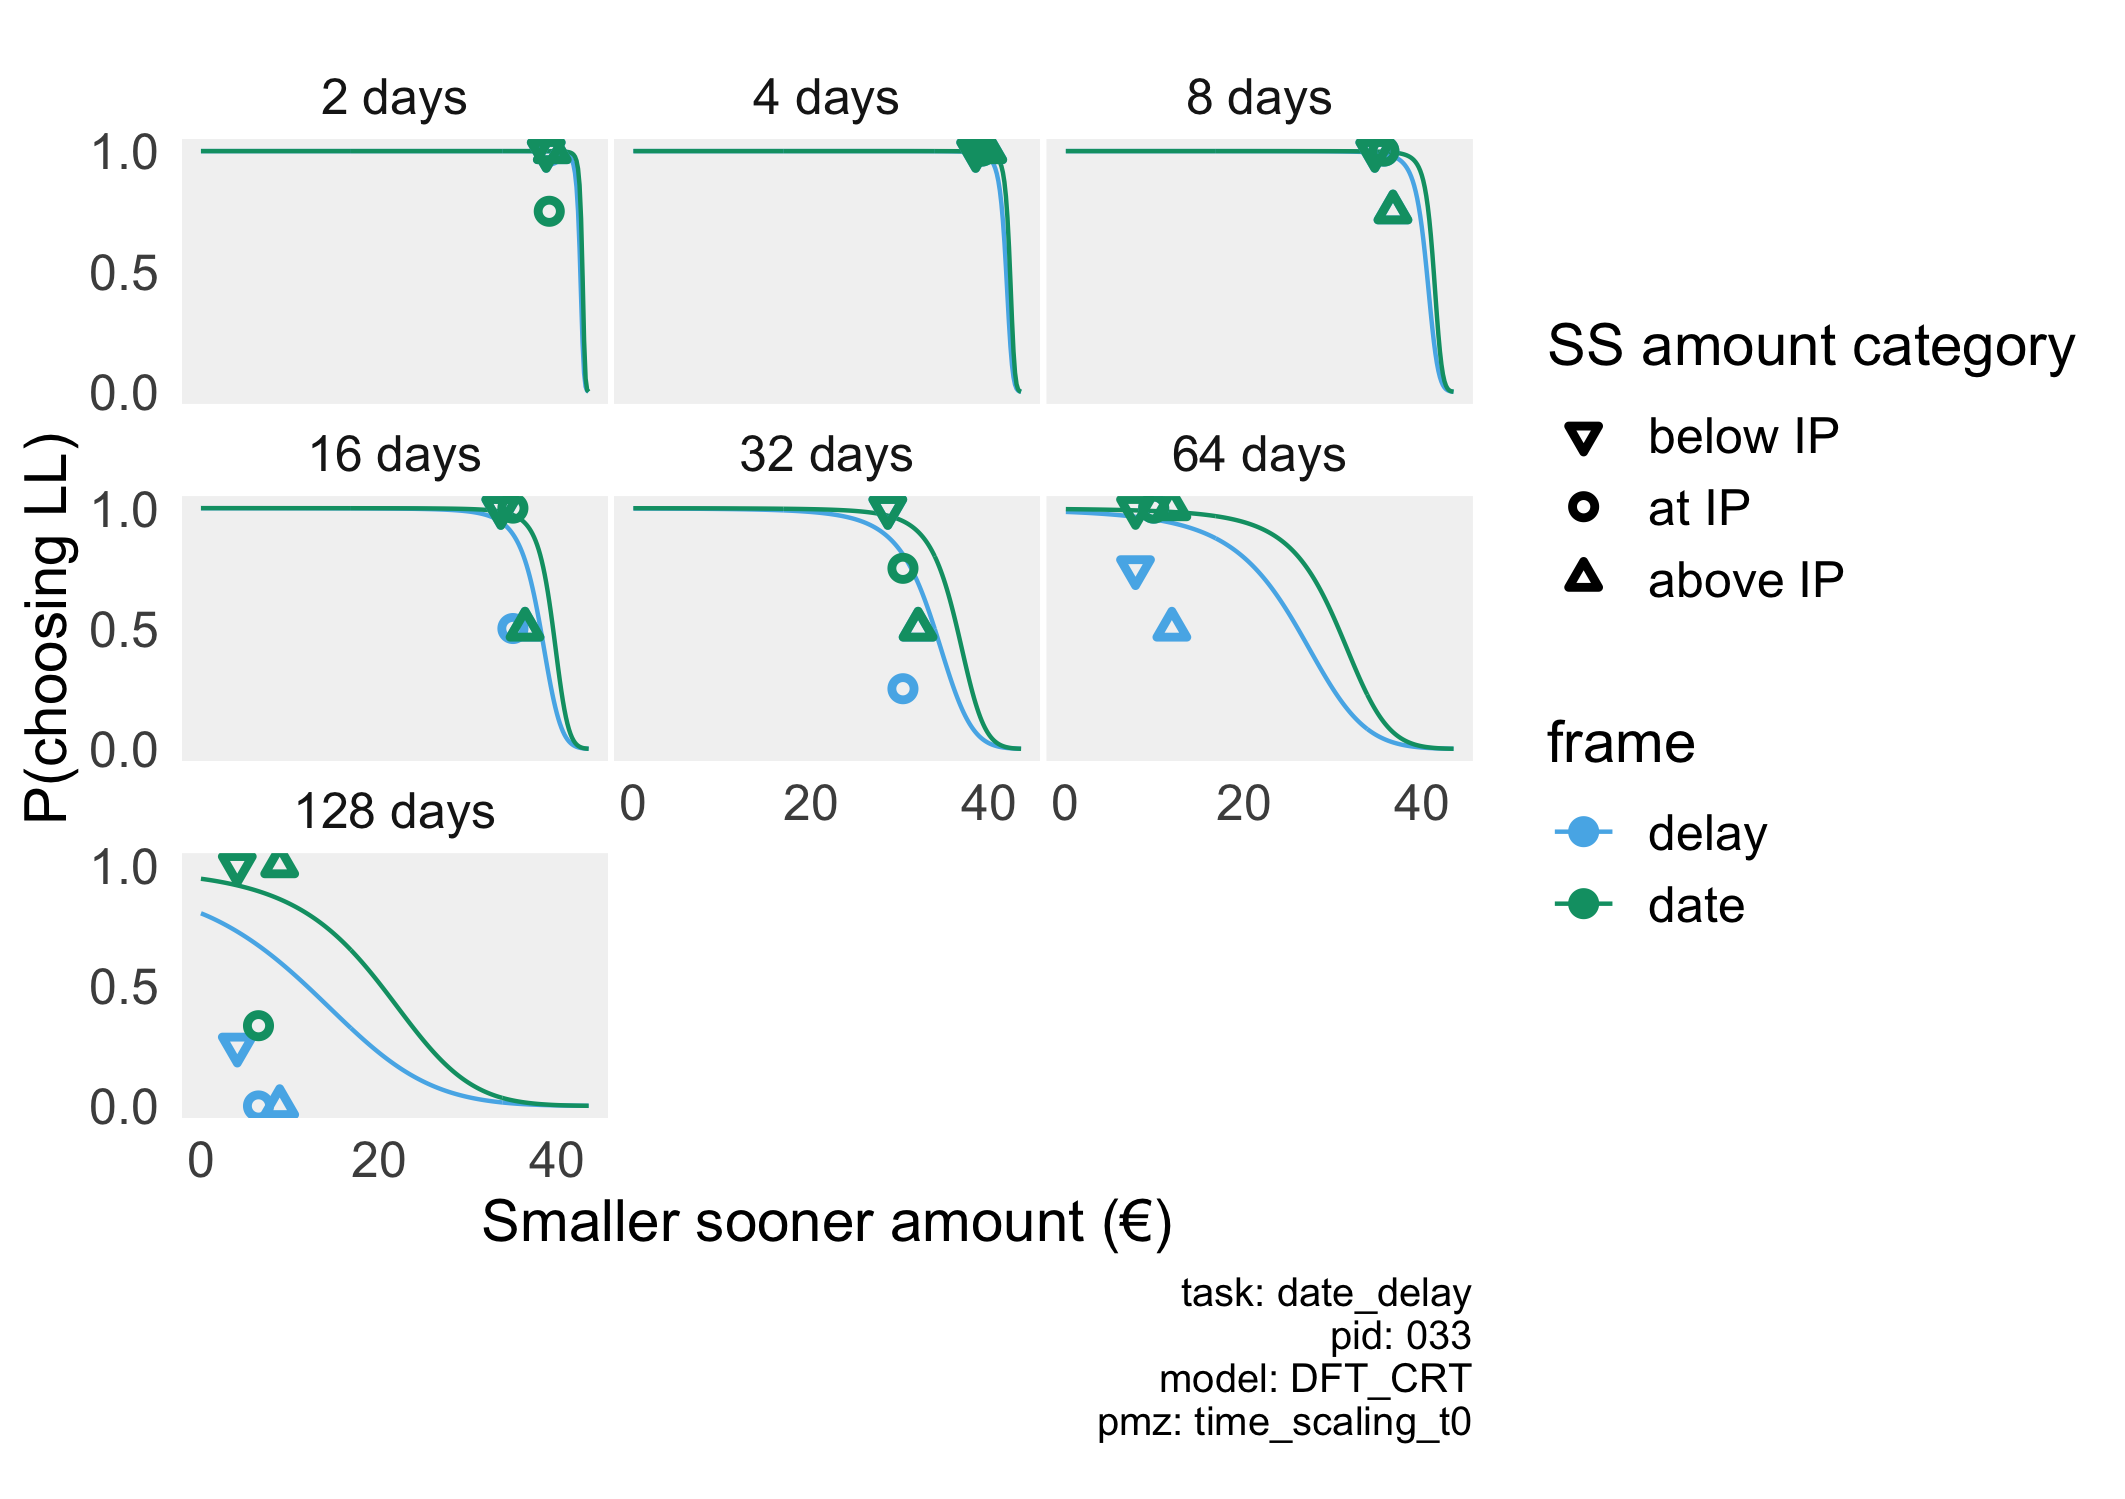 2 days
4 days
8 days
1.0
0.5
0.0
16 days
32 days
64 days
1.0
0.5
0.0
0
20
40
0
20
40
128 days
1.0
0.5
0.0
0
20
40
P(choosing LL)
Smaller sooner amount (€)
SS amount category
below IP
at IP
above IP
frame
delay
date
task: date_delay
pid: 033
model: DFT_CRT
pmz: time_scaling_t0